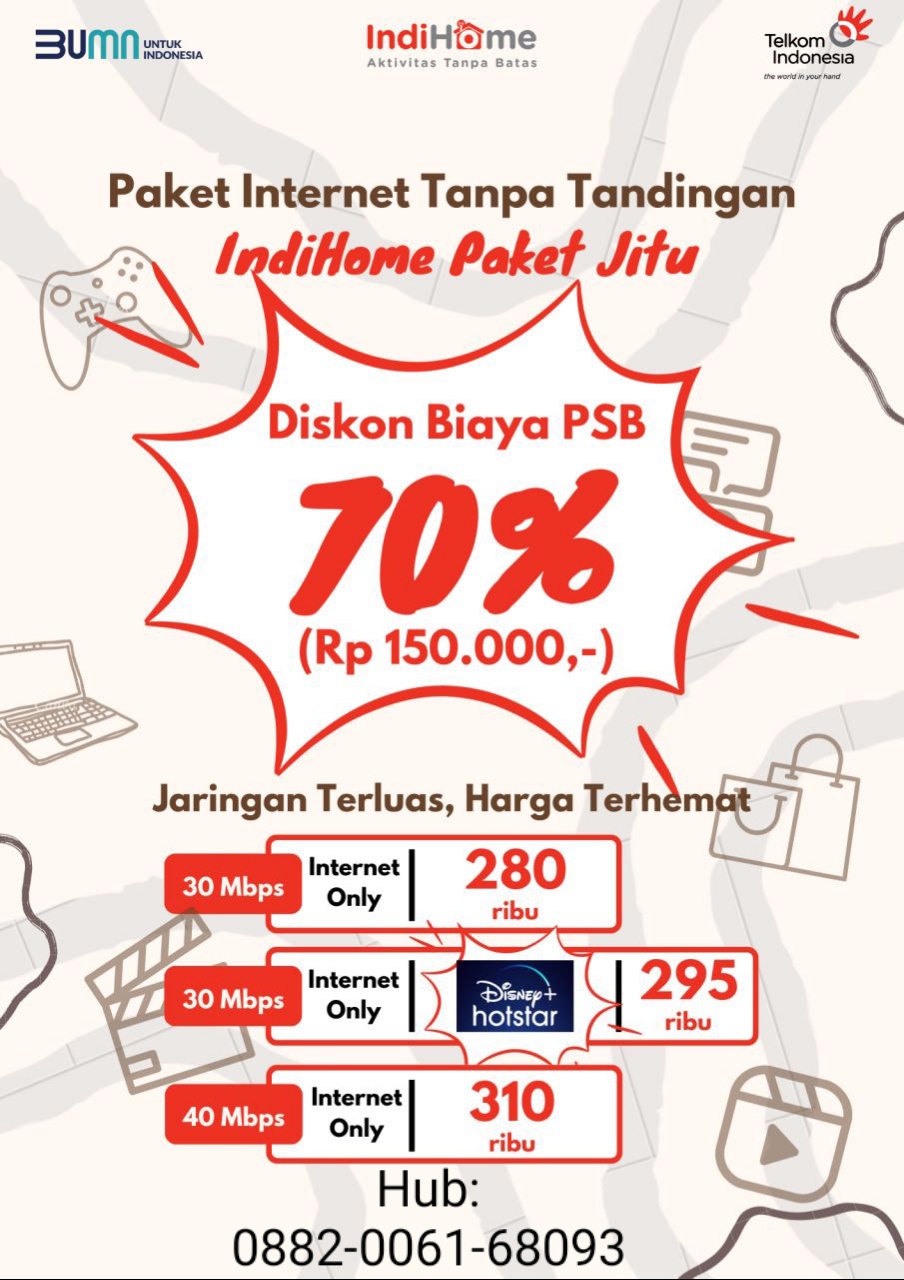 BUMN UNTUK
INDONESIA
IndiHome
Aktivitas Tanpa Batas
Telkom
Indonesia
the world in your hand
Paket Internet Tanpa Tandingan
IndiHome Paket Jitu
Diskon Biaya PSB
70%
(Rp 150.000,-)
Jaringan Terluas, Harga Terhemat
30 Mbps
Internet
Only
280
ribu
30 Mbps
Internet
Only
Disney+
hotstar
295
ribu
40 Mbps
Internet
Only
310
ribu
Hub:
0882-0061-68093